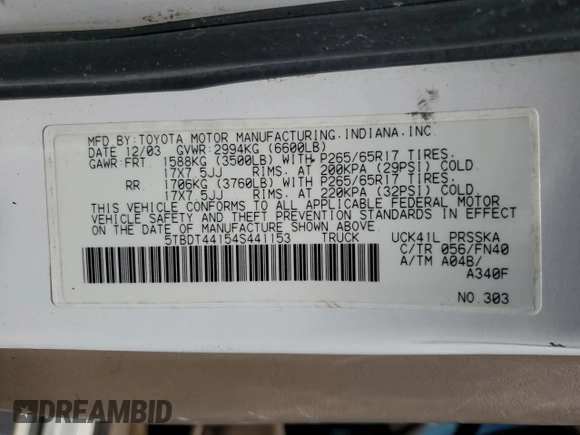 MFD.BY:TOYOTA MOTOR MANUFACTURING.INDIANA.INC.
DATE 12/03 GVWR:2994KG (6600LB)
GAWR:FRT 1588KG (3500LB) WITH P265/65R17 TIRES.
17X7.5JJ RIMS. AT 200KPA (29PSI) COLD.
RR 1706KG (3760LB) WITH P265/65R17 TIRES.
17X7.5JJ RIMS. AT 220KPA (32PSI) COLD.
THIS VEHICLE CONFORMS TO ALL APPLICABLE FEDERAL MOTOR
VEHICLE SAFETY AND THEFT PREVENTION STANDARDS IN EFFECT
ON THE DATE OF MANUFACTURE SHOWN ABOVE.
5TBDT44154S441153 TRUCK UCK41L PRSSKA
C/TR 056/FN40
A/TM A04B/
A340F
NO.303
DREAMBID